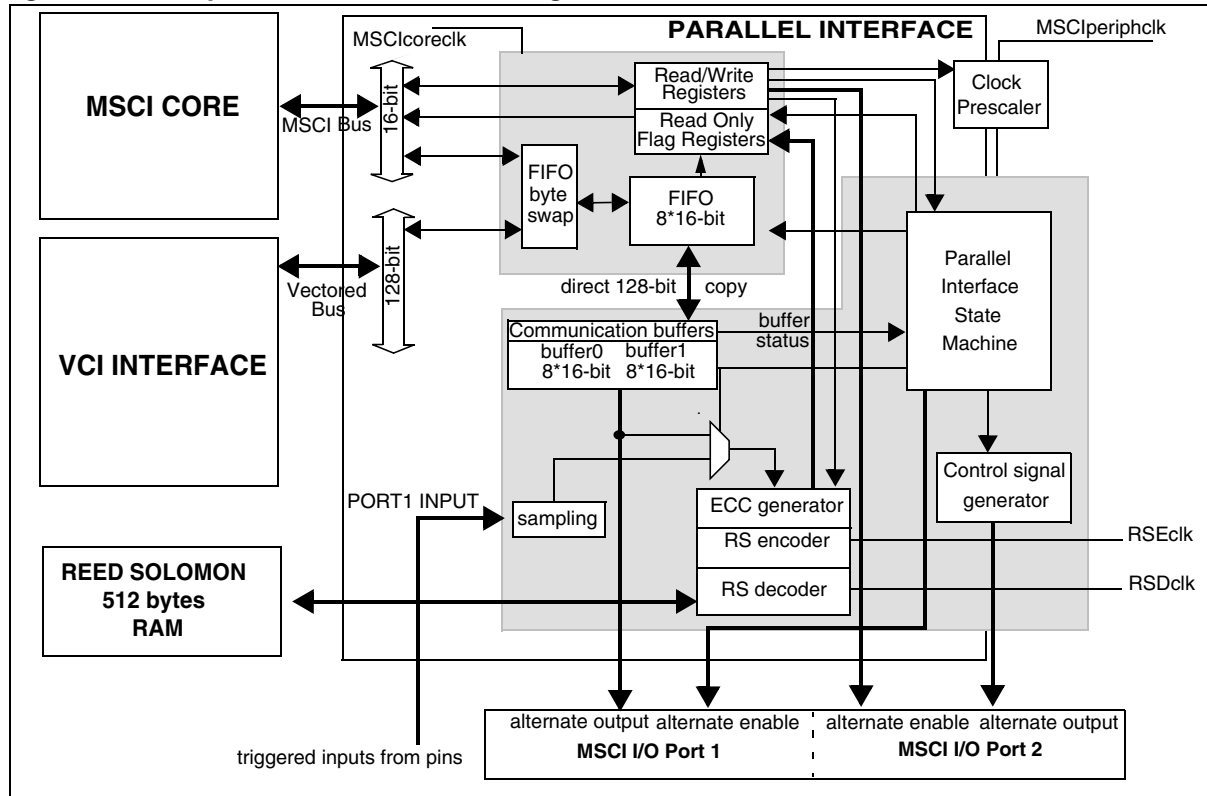 PARALLEL INTERFACE
MSCIcoreclk
MSCIperiphclk
MSCI CORE
MSCI Bus
16-bit
Read/Write
Registers
Read Only
Flag Registers
Clock
Prescaler
FIFO
byte
swap
FIFO
8*16-bit
VCI INTERFACE
Vectored
Bus
128-bit
direct 128-bit copy
Parallel
Interface
State
Machine
Communication buffers
buffer0 buffer1
8*16-bit 8*16-bit
buffer
status
PORT1 INPUT
sampling
ECC generator
RS encoder
RS decoder
Control signal
generator
RSEclk
RSDclk
REED SOLOMON
512 bytes
RAM
triggered inputs from pins
alternate output alternate enable
MSCI I/O Port 1
alternate enable alternate output
MSCI I/O Port 2